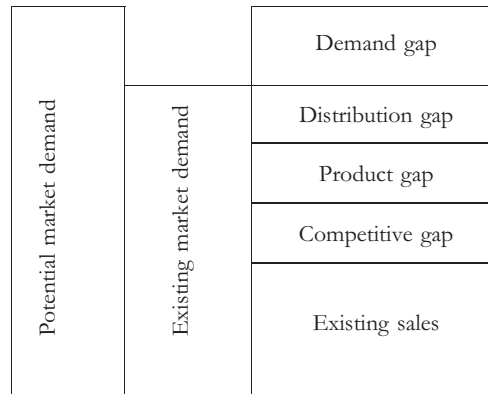 Potential market demand
Existing market demand
Demand gap
Distribution gap
Product gap
Competitive gap
Existing sales